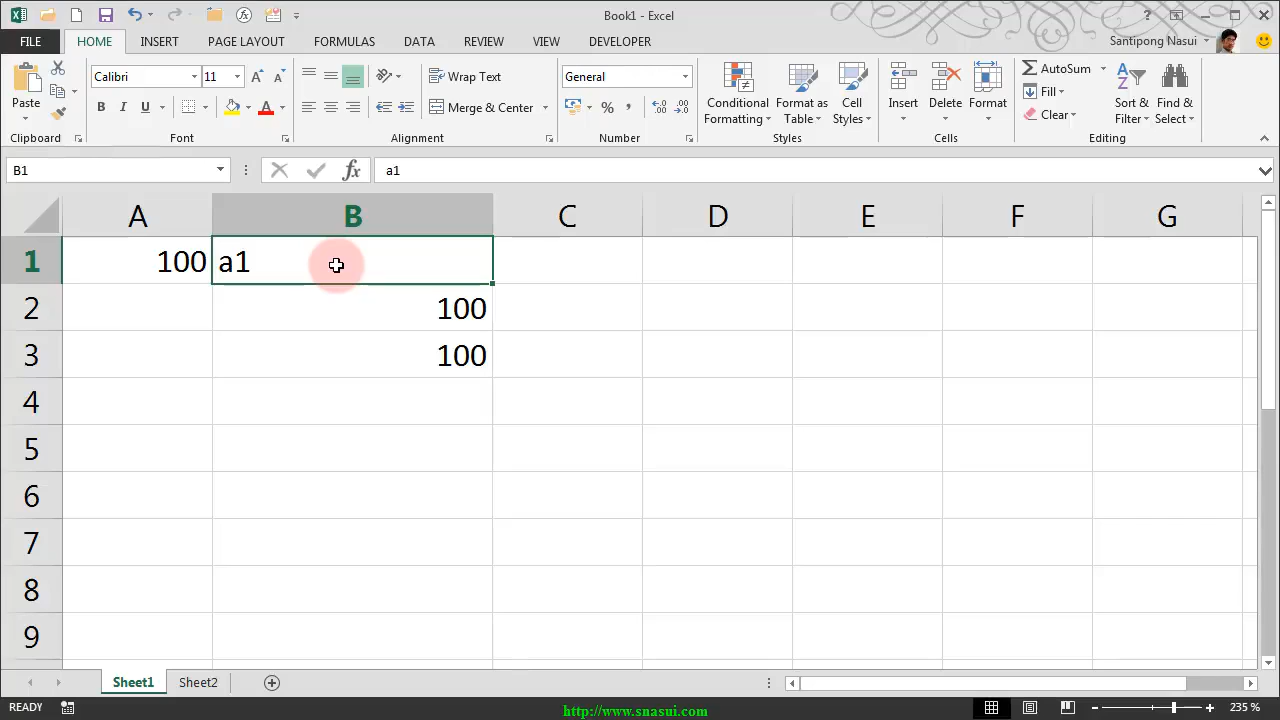 Book1 - Excel
?
FILE HOME INSERT PAGE LAYOUT FORMULAS DATA REVIEW VIEW DEVELOPER Santipong Nasui
Calibri 11 Wrap Text General AutoSum
Paste Conditional Format as Cell Insert Delete Format Fill Sort & Find &
B I U A Merge & Center % , Formatting Table Styles Clear Filter Select
Clipboard Font Alignment Number Styles Cells Editing
B1 fx a1
A B C D E F G
1 100 a1
2 100
3 100
4
5
6
7
8
9
Sheet1 Sheet2
READY 235 %
http://www.snasui.com